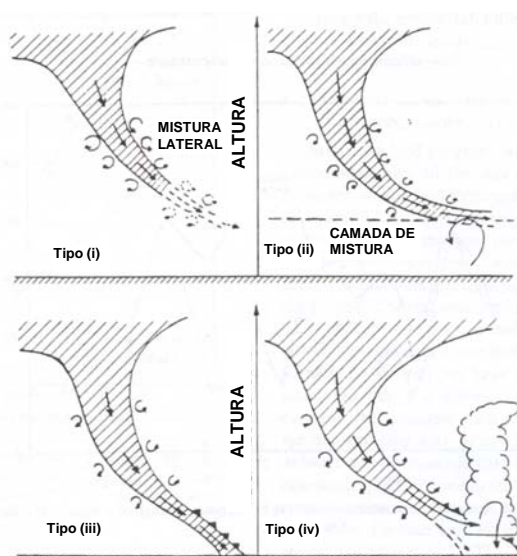 MISTURA
LATERAL
ALTURA
Tipo (i)
CAMADA DE
MISTURA
Tipo (ii)
ALTURA
Tipo (iii)
Tipo (iv)